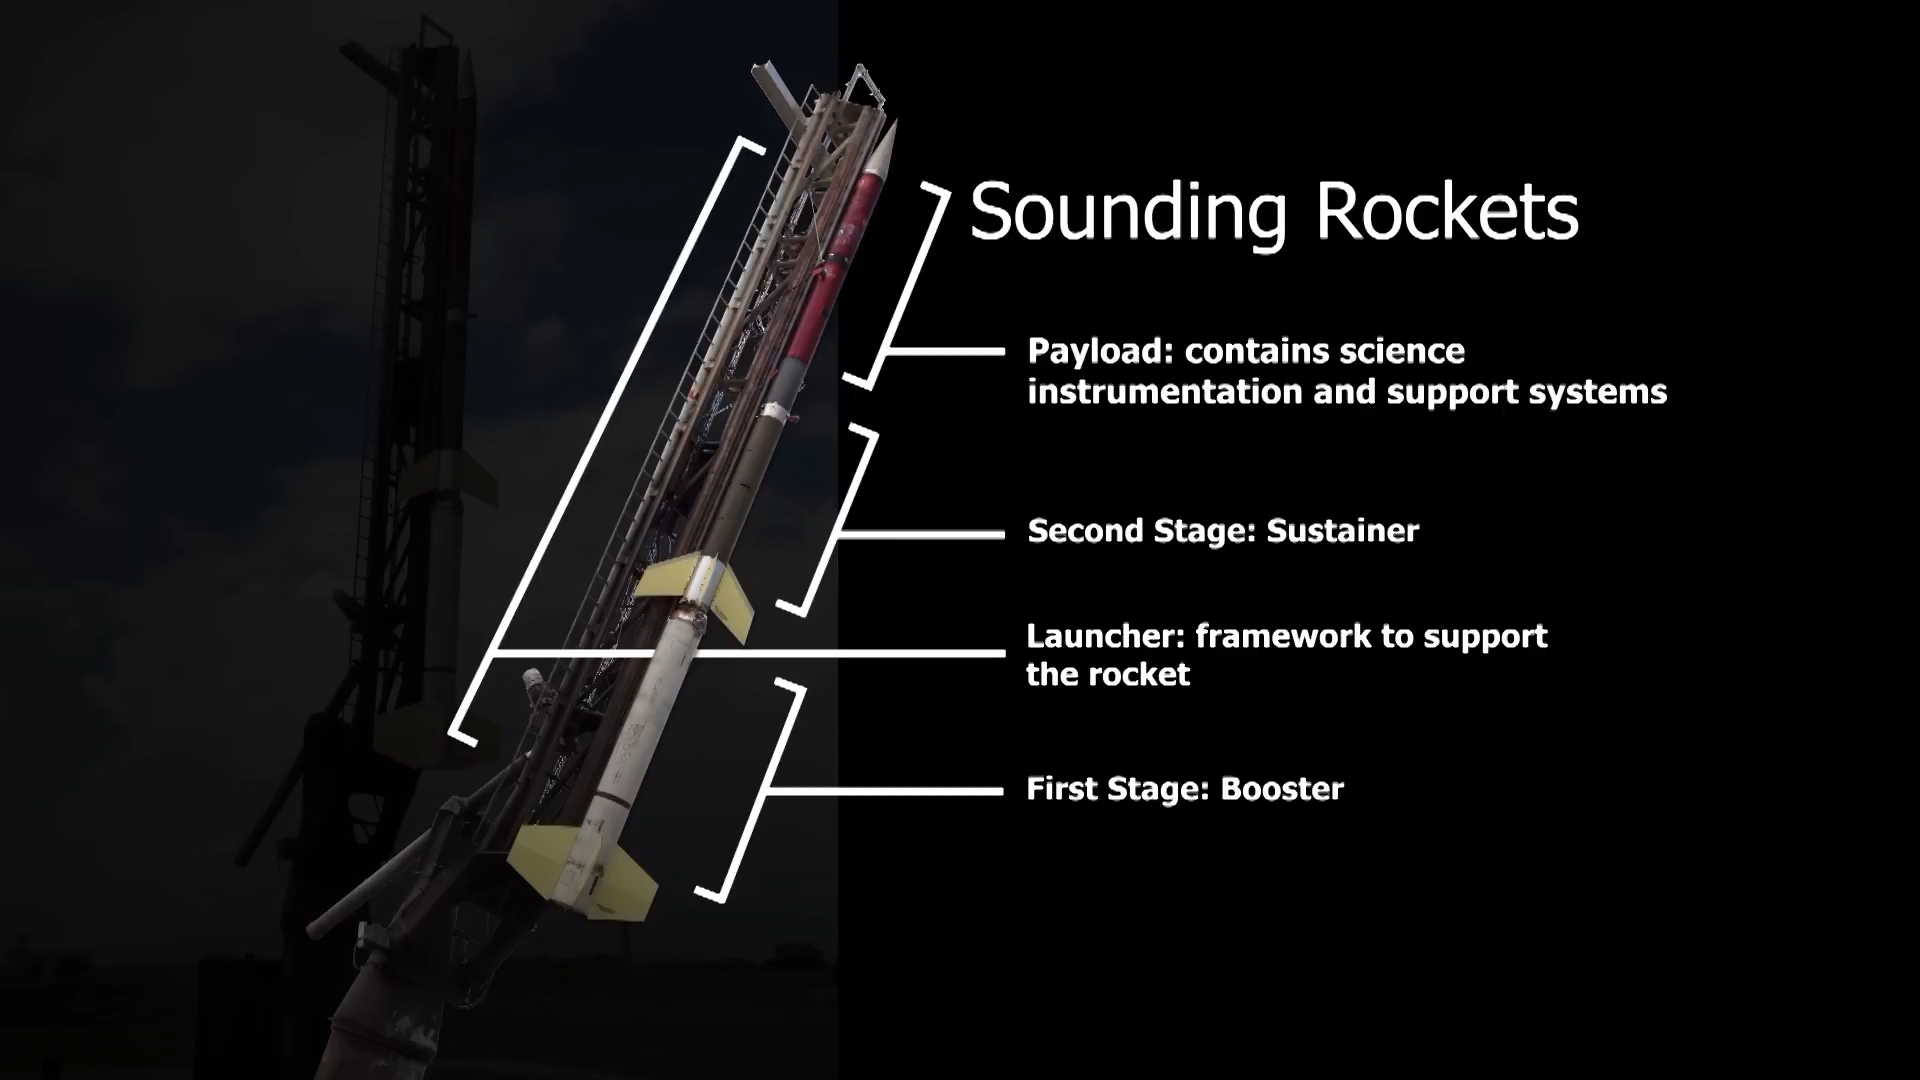 Sounding Rockets
Payload: contains science
instrumentation and support systems
Second Stage: Sustainer
Launcher: framework to support
the rocket
First Stage: Booster